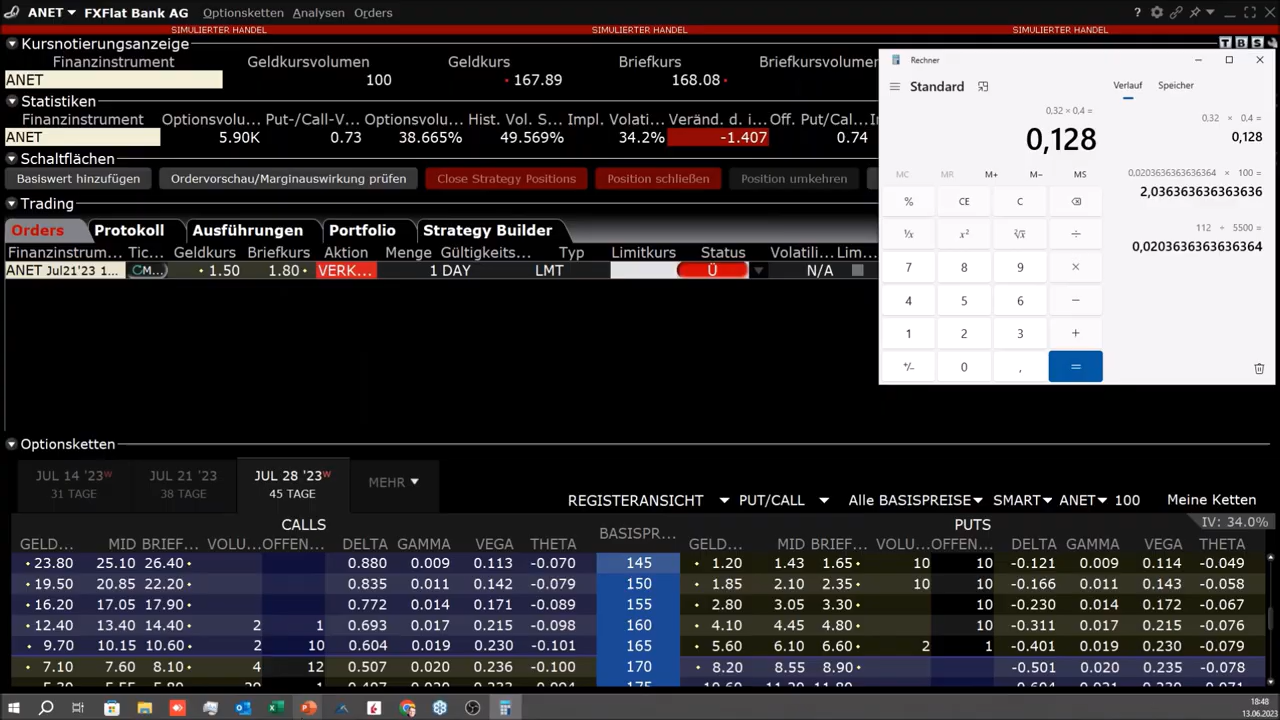 ANET FXFlat Bank AG Optionsketten Analysen Orders ?
SIMULIERTER HANDEL SIMULIERTER HANDEL SIMULIERTER HANDEL
Kursnotierungsanzeige T B S
Finanzinstrument Geldkursvolumen Geldkurs Briefkurs Briefkursvolumen
ANET 100 167.89 168.08
Statistiken
Finanzinstrument Optionsvolu... Put-/Call-V... Optionsvolu... Hist. Vol. S... Impl. Volati... Veränd. d. i... Off. Put/Cal... In
ANET 5.90K 0.73 38.665% 49.569% 34.2% -1.407 0.74
Schaltflächen
Basiswert hinzufügen Ordervorschau/Marginauswirkung prüfen Close Strategy Positions Position schließen Position umkehren
Trading
Orders Protokoll Ausführungen Portfolio Strategy Builder
Finanzinstrum... Tic... Geldkurs Briefkurs Aktion Menge Gültigkeits... Typ Limitkurs Status Volatili... Lim...
ANET Jul21'23 1... M... 1.50 1.80 VERK... 1 DAY LMT Ü N/A
Rechner
Standard Verlauf Speicher
0.32 × 0,4 =
0,128
MC MR M+ M− MS
% CE C
⅟x x² ²√x ÷
7 8 9 ×
4 5 6 −
1 2 3 +
+/− 0 , =
0.32 × 0,4 =
0,128
0,0203636363636364 × 100 =
2,036363636363636
112 ÷ 5500 =
0,0203636363636364
Optionsketten
JUL 14 '23 W JUL 21 '23 JUL 28 '23 W MEHR
31 TAGE 38 TAGE 45 TAGE
REGISTERANSICHT PUT/CALL Alle BASISPREISE SMART ANET 100 Meine Ketten
CALLS BASISPR... PUTS IV: 34.0%
GELD... MID BRIEF... VOLU... OFFEN... DELTA GAMMA VEGA THETA GELD... MID BRIEF... VOLU... OFFEN... DELTA GAMMA VEGA THETA
23.80 25.10 26.40 0.880 0.009 0.113 -0.070 145 1.20 1.43 1.65 10 10 -0.121 0.009 0.114 -0.049
19.50 20.85 22.20 0.835 0.011 0.142 -0.079 150 1.85 2.10 2.35 10 10 -0.166 0.011 0.143 -0.058
16.20 17.05 17.90 0.772 0.014 0.171 -0.089 155 2.80 3.05 3.30 10 -0.230 0.014 0.172 -0.067
12.40 13.40 14.40 2 1 0.693 0.017 0.215 -0.098 160 4.10 4.45 4.80 10 -0.311 0.017 0.215 -0.076
9.70 10.15 10.60 2 10 0.604 0.019 0.230 -0.101 165 5.60 6.10 6.60 2 1 -0.401 0.019 0.230 -0.079
7.10 7.60 8.10 4 12 0.507 0.020 0.236 -0.100 170 8.20 8.55 8.90 -0.501 0.020 0.235 -0.078
175
18:48
13.06.2023